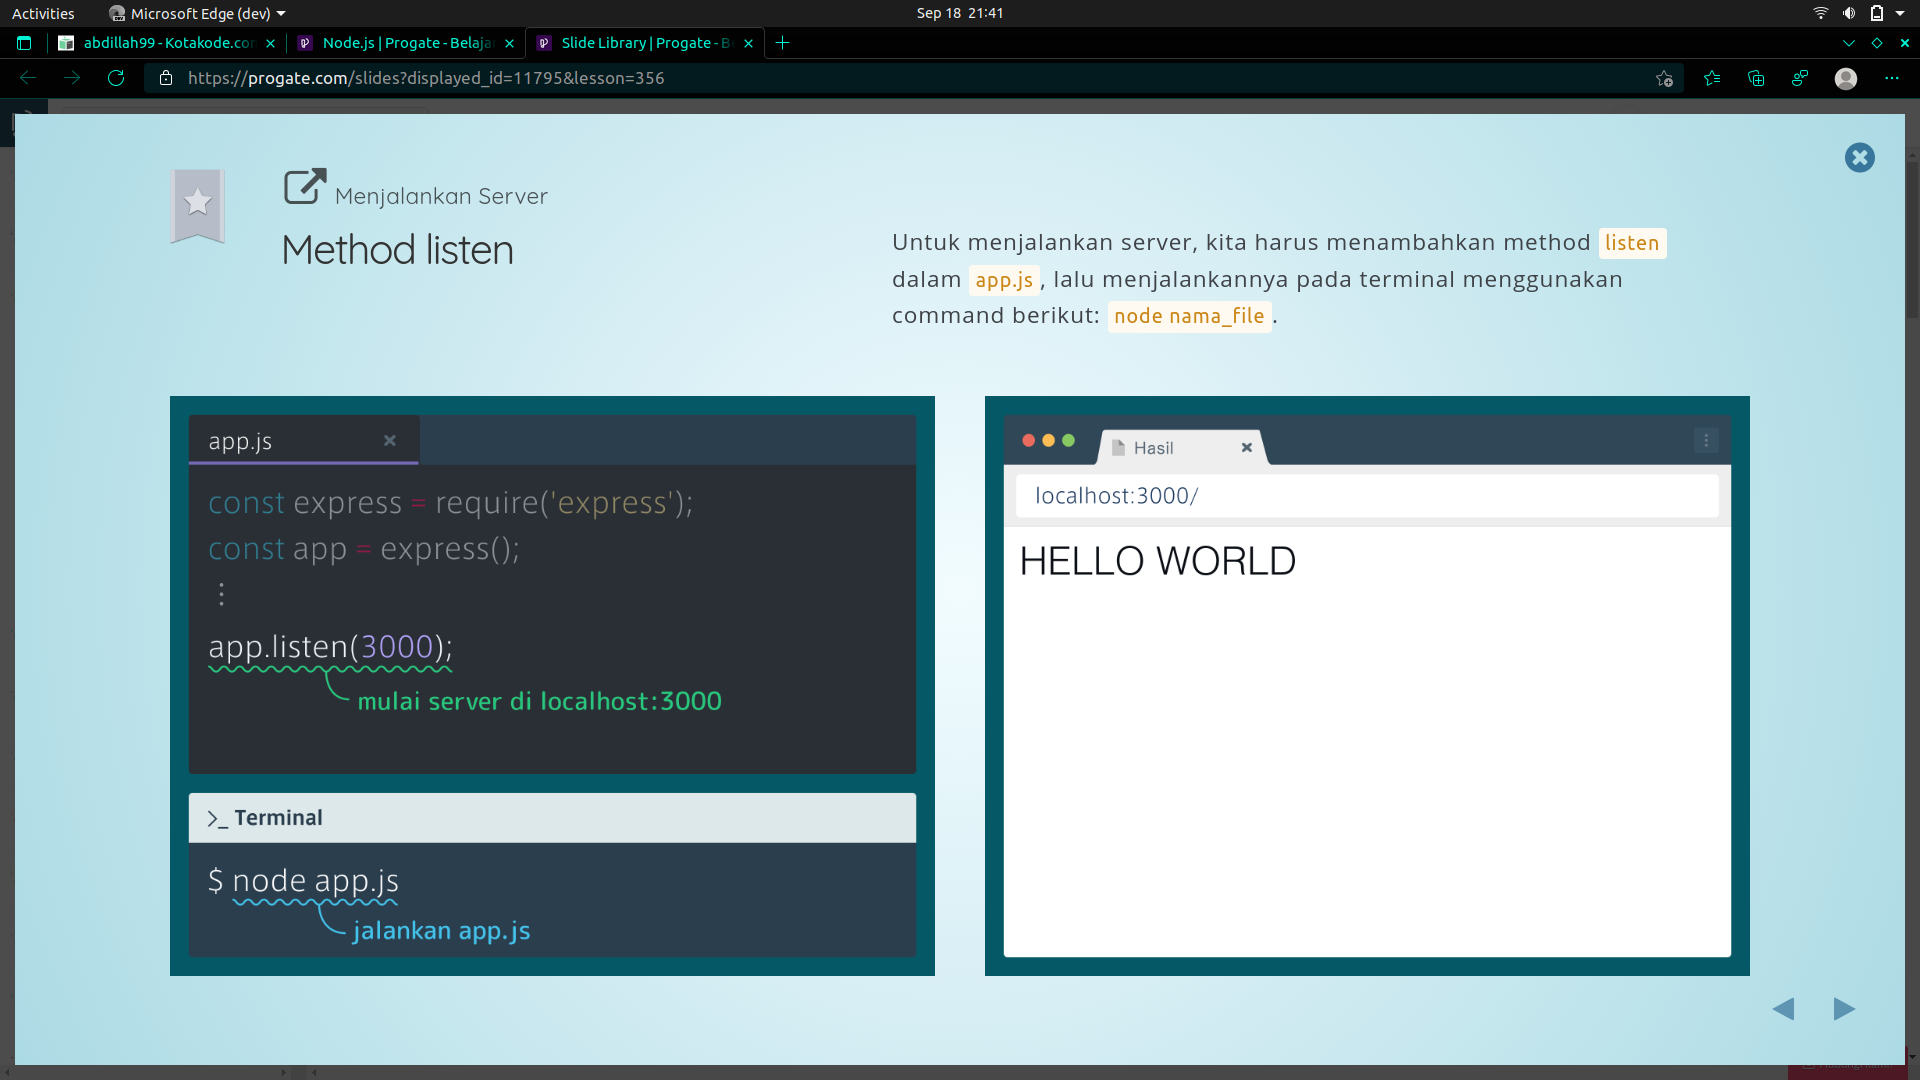 Activities
Microsoft Edge (dev)
Sep 18 21:41
abdillah99 - Kotakode.com
Node.js | Progate - Belaja
Slide Library | Progate - B
https://progate.com/slides?displayed_id=11795&lesson=356
Menjalankan Server
Method listen
Untuk menjalankan server, kita harus menambahkan method listen
dalam app.js, lalu menjalankannya pada terminal menggunakan
command berikut: node nama_file.
app.js
const express = require('express');
const app = express();
⋮
app.listen(3000);
mulai server di localhost:3000
>_ Terminal
$ node app.js
jalankan app.js
Hasil
localhost:3000/
HELLO WORLD